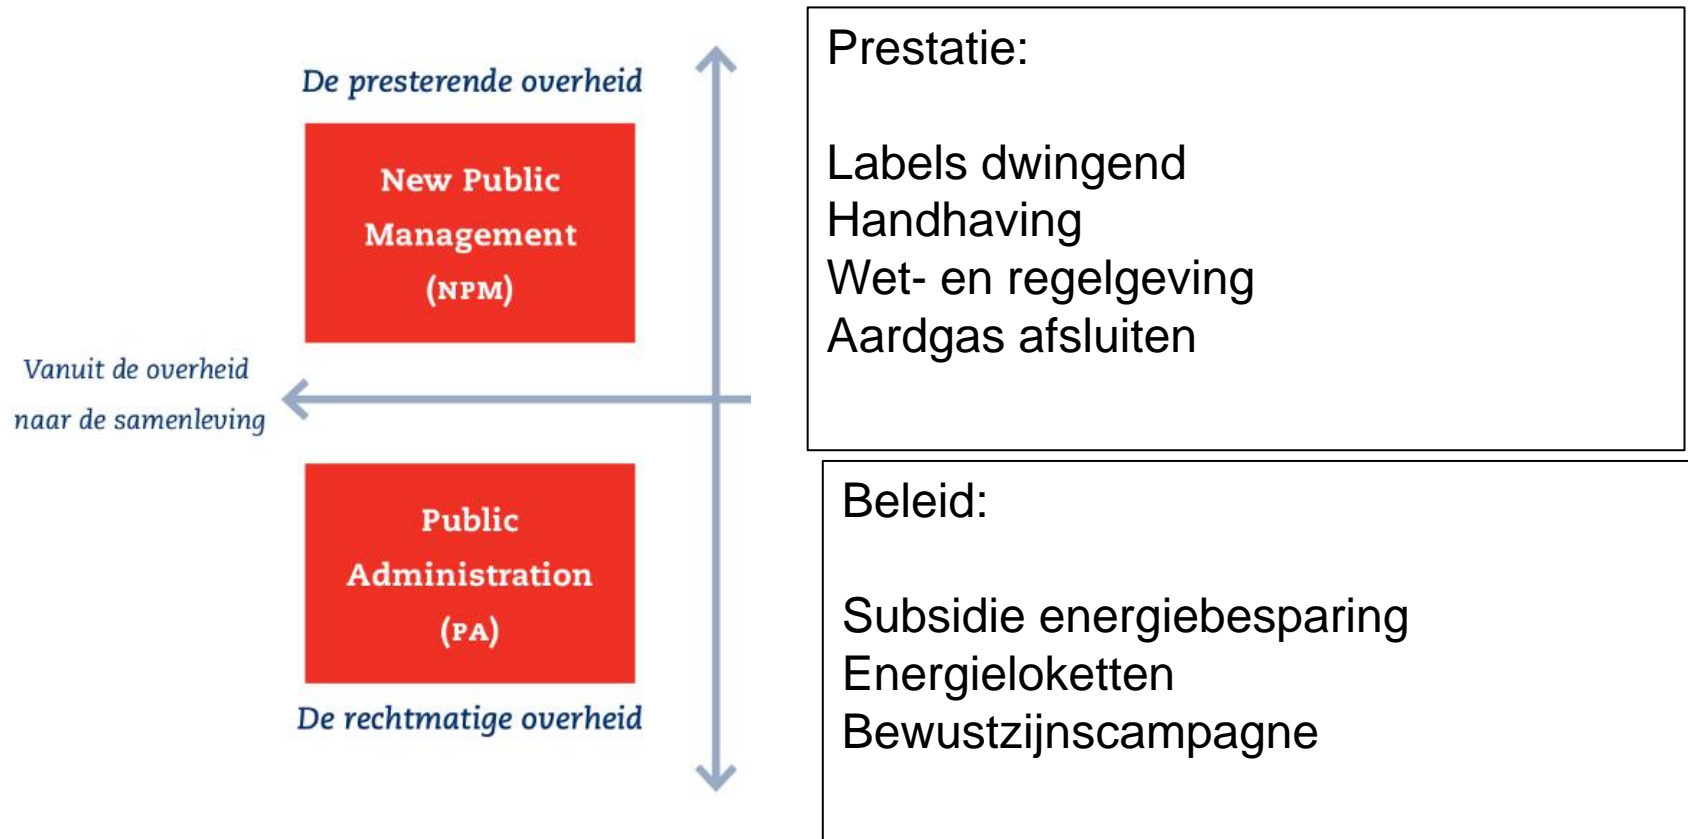 De presterende overheid
New Public
Management
(NPM)
Vanuit de overheid
naar de samenleving
Public
Administration
(PA)
De rechtmatige overheid
Prestatie:
Labels dwingend
Handhaving
Wet- en regelgeving
Aardgas afsluiten
Beleid:
Subsidie energiebesparing
Energieloketten
Bewustzijnscampagne